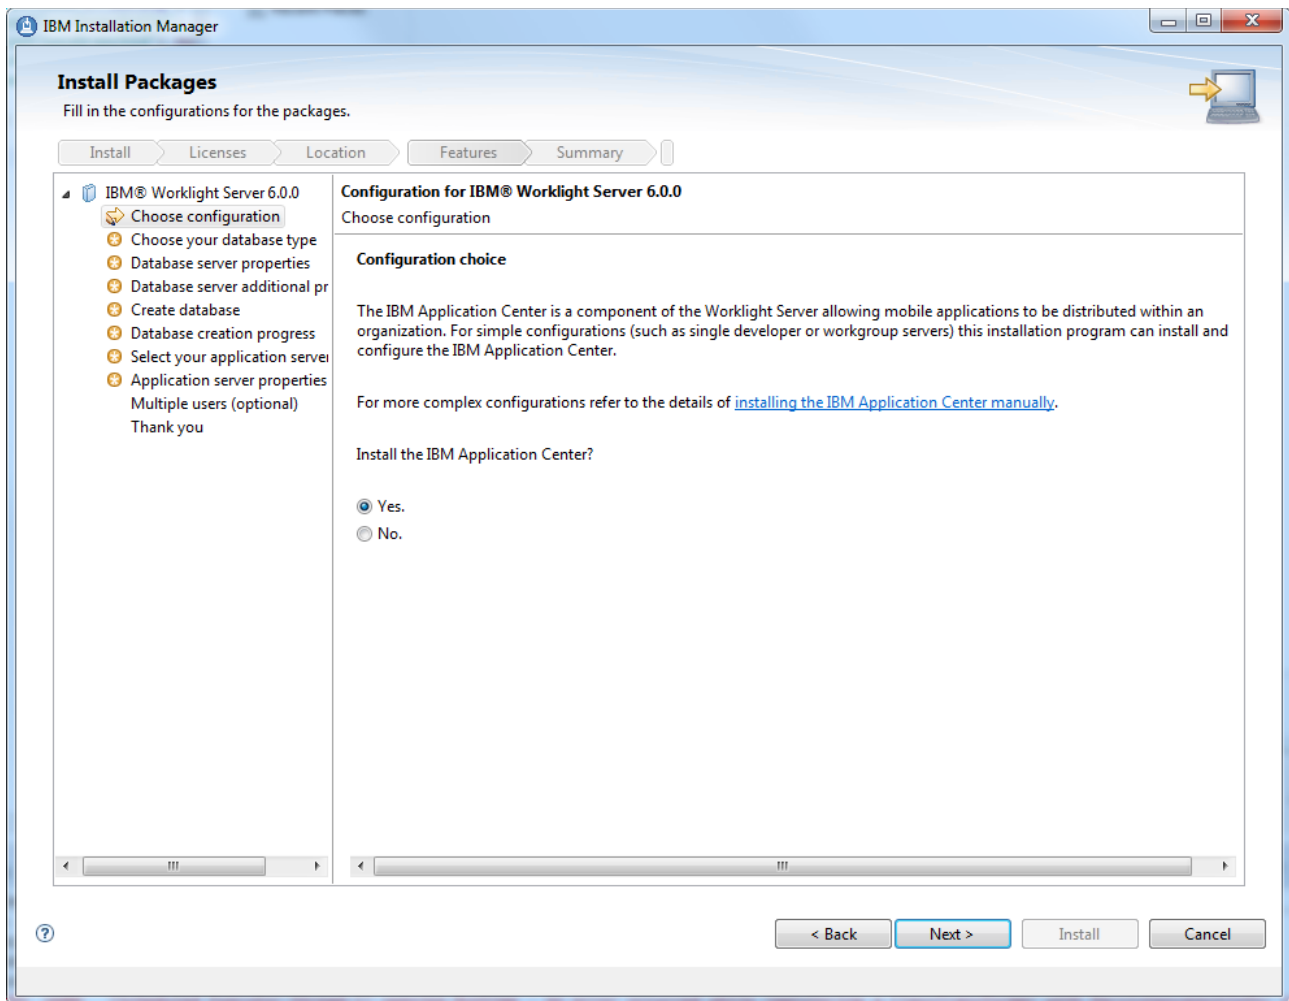 IBM Installation Manager
Install Packages
Fill in the configurations for the packages.
Install
Licenses
Location
Features
Summary
IBM® Worklight Server 6.0.0
Choose configuration
Choose your database type
Database server properties
Database server additional pr
Create database
Database creation progress
Select your application server
Application server properties
Multiple users (optional)
Thank you
Configuration for IBM® Worklight Server 6.0.0
Choose configuration
Configuration choice
The IBM Application Center is a component of the Worklight Server allowing mobile applications to be distributed within an
organization. For simple configurations (such as single developer or workgroup servers) this installation program can install and
configure the IBM Application Center.
For more complex configurations refer to the details of installing the IBM Application Center manually.
Install the IBM Application Center?
Yes.
No.
< Back
Next >
Install
Cancel